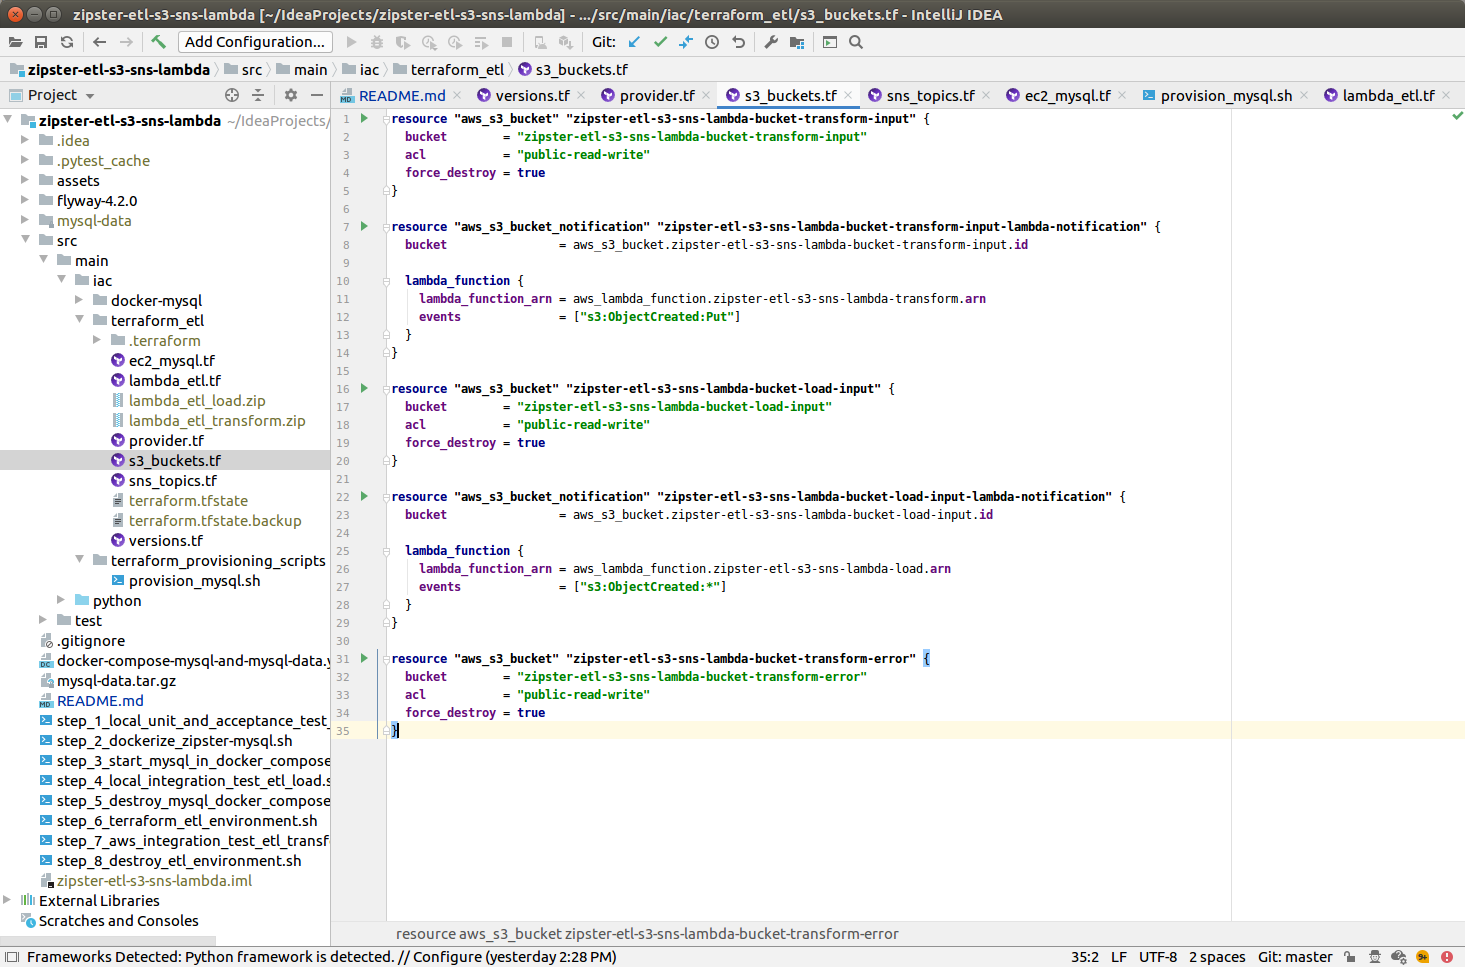 zipster-etl-s3-sns-lambda [~/IdeaProjects/zipster-etl-s3-sns-lambda] - .../src/main/iac/terraform_etl/s3_buckets.tf - IntelliJ IDEA
Add Configuration... Git:
zipster-etl-s3-sns-lambda src main iac terraform_etl s3_buckets.tf
Project
README.md versions.tf provider.tf s3_buckets.tf sns_topics.tf ec2_mysql.tf provision_mysql.sh lambda_etl.tf
zipster-etl-s3-sns-lambda ~/IdeaProjects/
.idea
.pytest_cache
assets
flyway-4.2.0
mysql-data
src
main
iac
docker-mysql
terraform_etl
.terraform
ec2_mysql.tf
lambda_etl.tf
lambda_etl_load.zip
lambda_etl_transform.zip
provider.tf
s3_buckets.tf
sns_topics.tf
terraform.tfstate
terraform.tfstate.backup
versions.tf
terraform_provisioning_scripts
provision_mysql.sh
python
test
.gitignore
docker-compose-mysql-and-mysql-data.y
mysql-data.tar.gz
README.md
step_1_local_unit_and_acceptance_test_
step_2_dockerize_zipster-mysql.sh
step_3_start_mysql_in_docker_compose
step_4_local_integration_test_etl_load.s
step_5_destroy_mysql_docker_compose
step_6_terraform_etl_environment.sh
step_7_aws_integration_test_etl_transf
step_8_destroy_etl_environment.sh
zipster-etl-s3-sns-lambda.iml
External Libraries
Scratches and Consoles
1 resource "aws_s3_bucket" "zipster-etl-s3-sns-lambda-bucket-transform-input" {
2 bucket = "zipster-etl-s3-sns-lambda-bucket-transform-input"
3 acl = "public-read-write"
4 force_destroy = true
5 }
6
7 resource "aws_s3_bucket_notification" "zipster-etl-s3-sns-lambda-bucket-transform-input-lambda-notification" {
8 bucket = aws_s3_bucket.zipster-etl-s3-sns-lambda-bucket-transform-input.id
9
10 lambda_function {
11 lambda_function_arn = aws_lambda_function.zipster-etl-s3-sns-lambda-transform.arn
12 events = ["s3:ObjectCreated:Put"]
13 }
14 }
15
16 resource "aws_s3_bucket" "zipster-etl-s3-sns-lambda-bucket-load-input" {
17 bucket = "zipster-etl-s3-sns-lambda-bucket-load-input"
18 acl = "public-read-write"
19 force_destroy = true
20 }
21
22 resource "aws_s3_bucket_notification" "zipster-etl-s3-sns-lambda-bucket-load-input-lambda-notification" {
23 bucket = aws_s3_bucket.zipster-etl-s3-sns-lambda-bucket-load-input.id
24
25 lambda_function {
26 lambda_function_arn = aws_lambda_function.zipster-etl-s3-sns-lambda-load.arn
27 events = ["s3:ObjectCreated:*"]
28 }
29 }
30
31 resource "aws_s3_bucket" "zipster-etl-s3-sns-lambda-bucket-transform-error" {
32 bucket = "zipster-etl-s3-sns-lambda-bucket-transform-error"
33 acl = "public-read-write"
34 force_destroy = true
35 }
resource aws_s3_bucket zipster-etl-s3-sns-lambda-bucket-transform-error
Frameworks Detected: Python framework is detected. // Configure (yesterday 2:28 PM) 35:2 LF UTF-8 2 spaces Git: master 9+